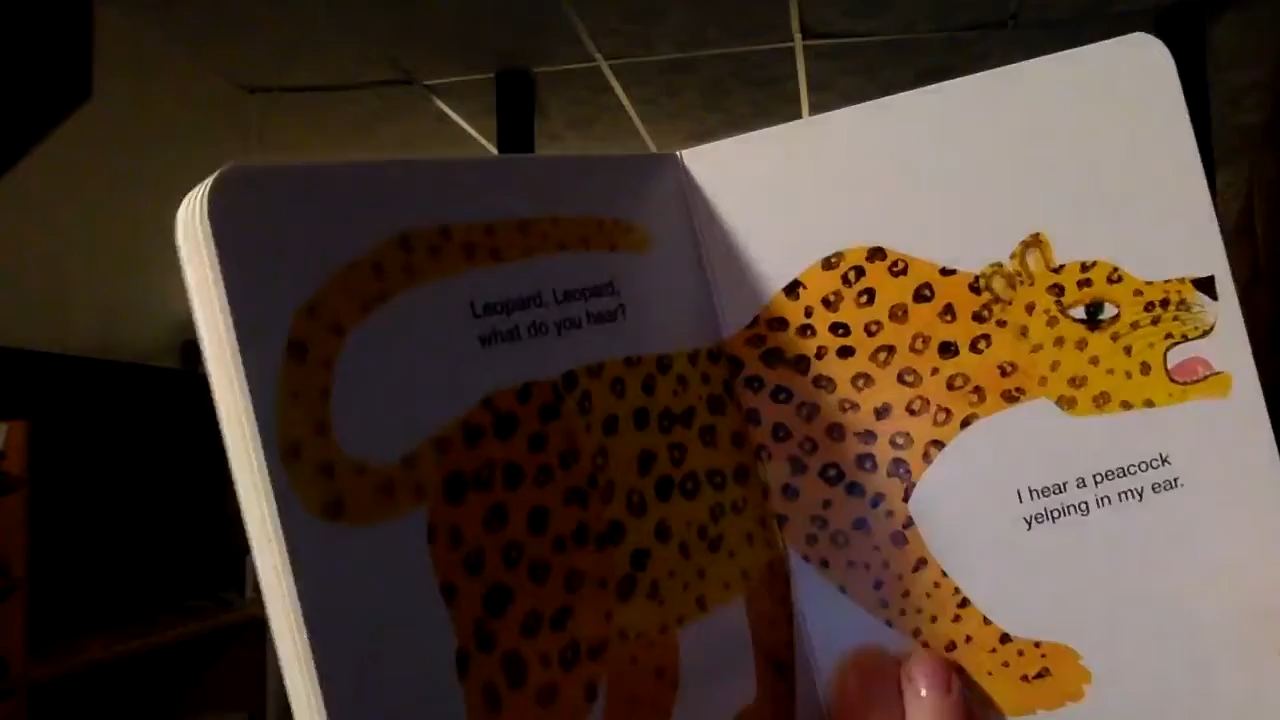 Leopard, Leopard,
what do you hear?
I hear a peacock
yelping in my ear.